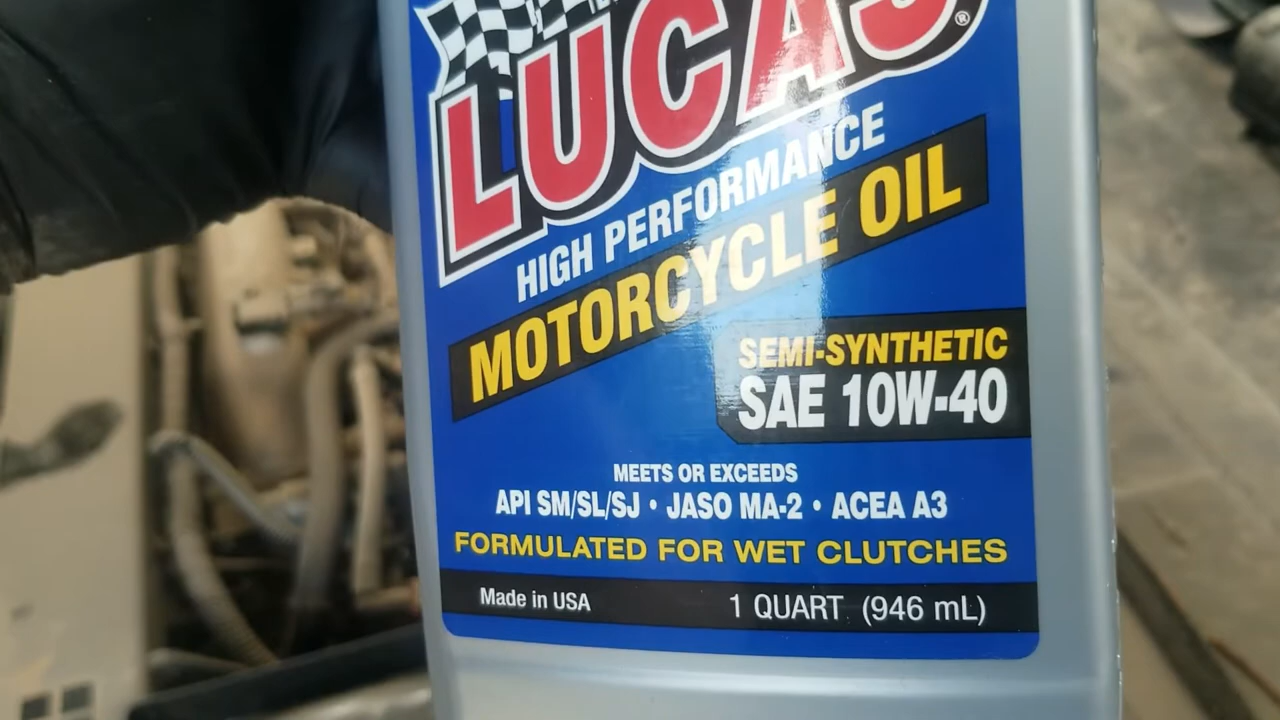 LUCAS®
HIGH PERFORMANCE
MOTORCYCLE OIL
SEMI-SYNTHETIC
SAE 10W-40
MEETS OR EXCEEDS
API SM/SL/SJ • JASO MA-2 • ACEA A3
FORMULATED FOR WET CLUTCHES
Made in USA 1 QUART (946 mL)